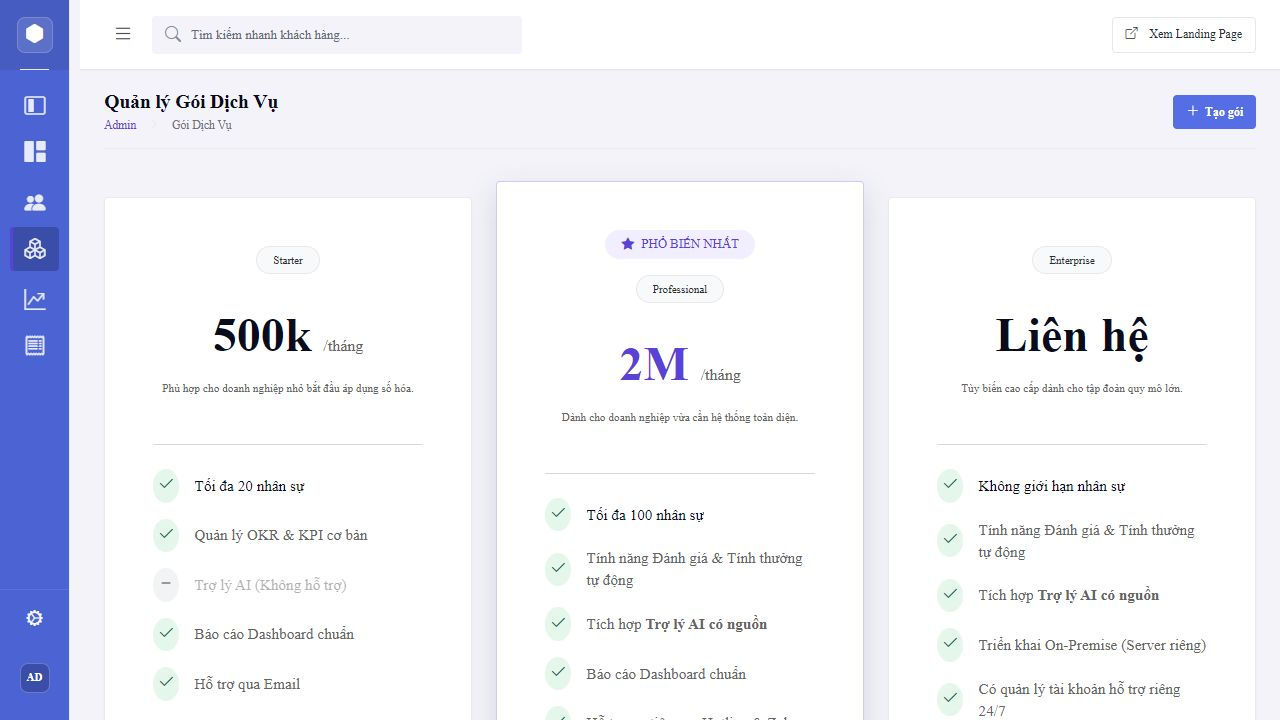 Tìm kiếm nhanh khách hàng...
Xem Landing Page
Quản lý Gói Dịch Vụ
Admin
Gói Dịch Vụ
Tạo gói
Starter
500k /tháng
Phù hợp cho doanh nghiệp nhỏ bắt đầu áp dụng số hóa.
Tối đa 20 nhân sự
Quản lý OKR & KPI cơ bản
Trợ lý AI (Không hỗ trợ)
Báo cáo Dashboard chuẩn
Hỗ trợ qua Email
PHỔ BIẾN NHẤT
Professional
2M /tháng
Dành cho doanh nghiệp vừa cần hệ thống toàn diện.
Tối đa 100 nhân sự
Tính năng Đánh giá & Tính thưởng
tự động
Tích hợp Trợ lý AI có nguồn
Báo cáo Dashboard chuẩn
Enterprise
Liên hệ
Tùy biến cao cấp dành cho tập đoàn quy mô lớn.
Không giới hạn nhân sự
Tính năng Đánh giá & Tính thưởng
tự động
Tích hợp Trợ lý AI có nguồn
Triển khai On-Premise (Server riêng)
Có quản lý tài khoản hỗ trợ riêng
24/7
AD